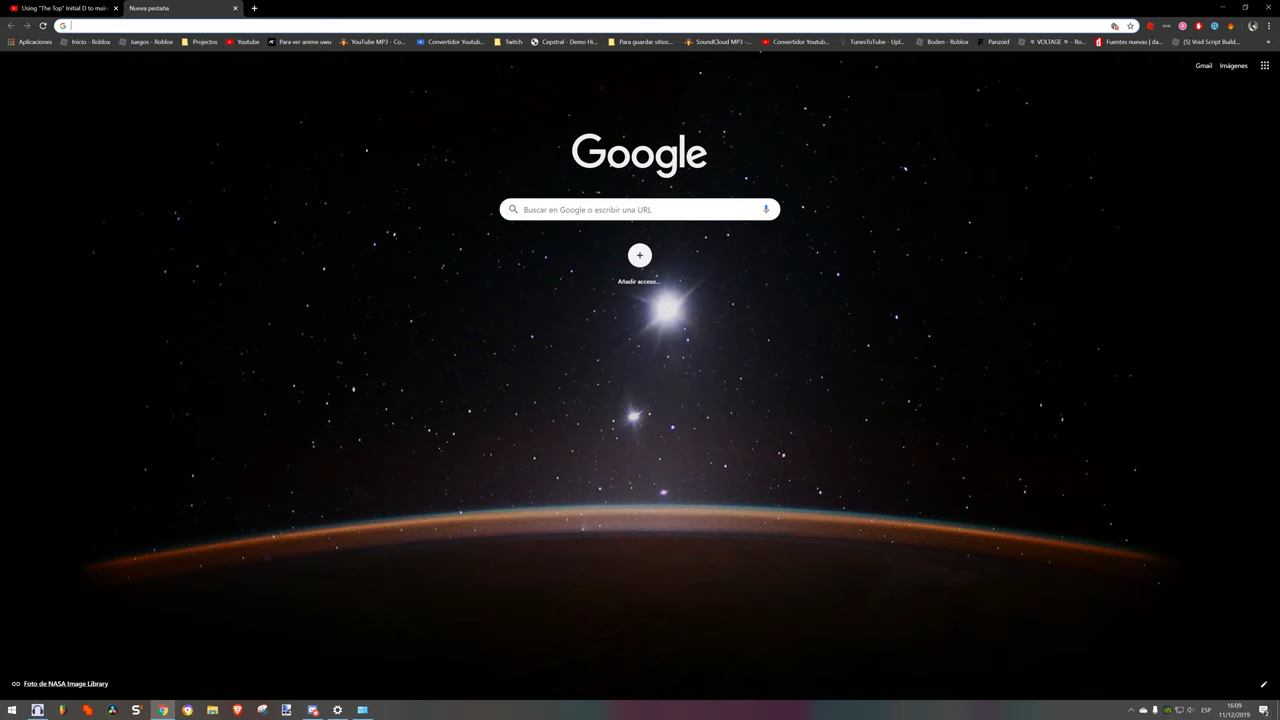 Using "The Top" Initial D to mak
Nueva pestaña
Aplicaciones
Inicio - Roblox
Juegos - Roblox
Projectos
Youtube
Para ver anime uwu
YouTube MP3 - Co...
Convertidor Youtub...
Twitch
Cepstral - Demo Hi...
Para guardar sitios...
SoundCloud MP3 -...
Convertidor Youtub...
TunesToTube - Upl...
Boden - Roblox
Panzoid
VOLTAGE - Ro...
Fuentes nuevas | da...
(5) Void Script Build...
»
Gmail
Imágenes
Google
Buscar en Google o escribir una URL
Añadir acceso...
Foto de NASA Image Library
ESP
16:09
11/12/2019